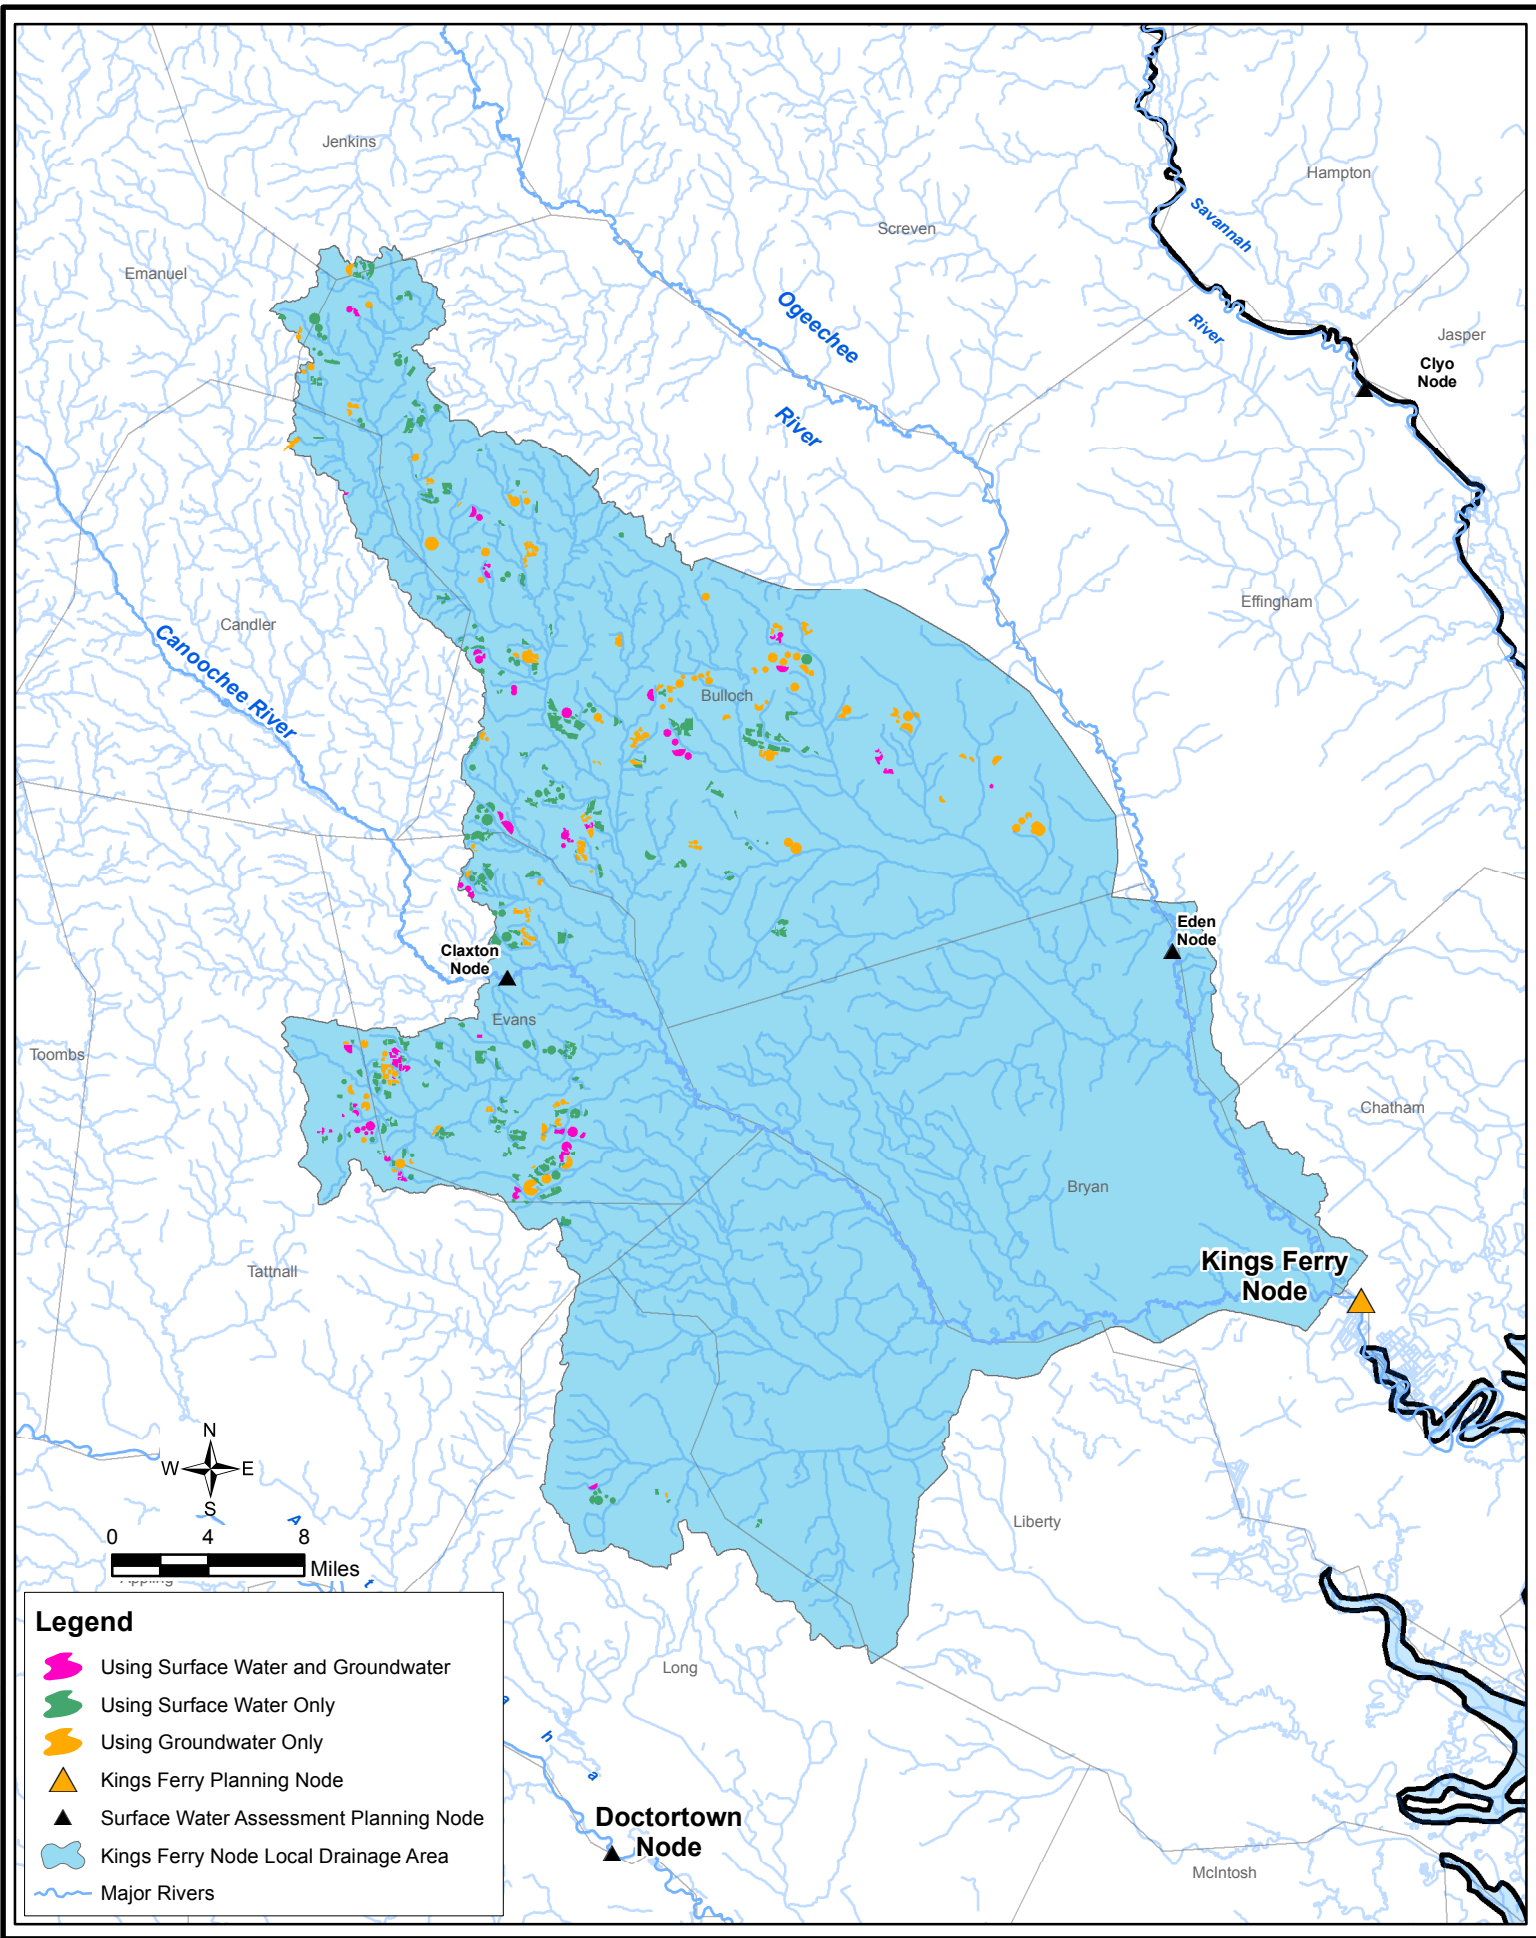 Jenkins
Hampton
Savannah
Screven
Emanuel
Ogeechee
River
Jasper
Clyo
Node
River
Effingham
Candler
Canoochee River
Bulloch
Eden
Node
Claxton
Node
Evans
Toombs
Chatham
Bryan
Kings Ferry
Node
Tattnall
N
W
E
S
A
0
4
8
Miles
Appling
t
Liberty
Legend
Using Surface Water and Groundwater
Using Surface Water Only
Using Groundwater Only
Kings Ferry Planning Node
Surface Water Assessment Planning Node
Kings Ferry Node Local Drainage Area
Major Rivers
Long
a
h
a
Doctortown
Node
McIntosh